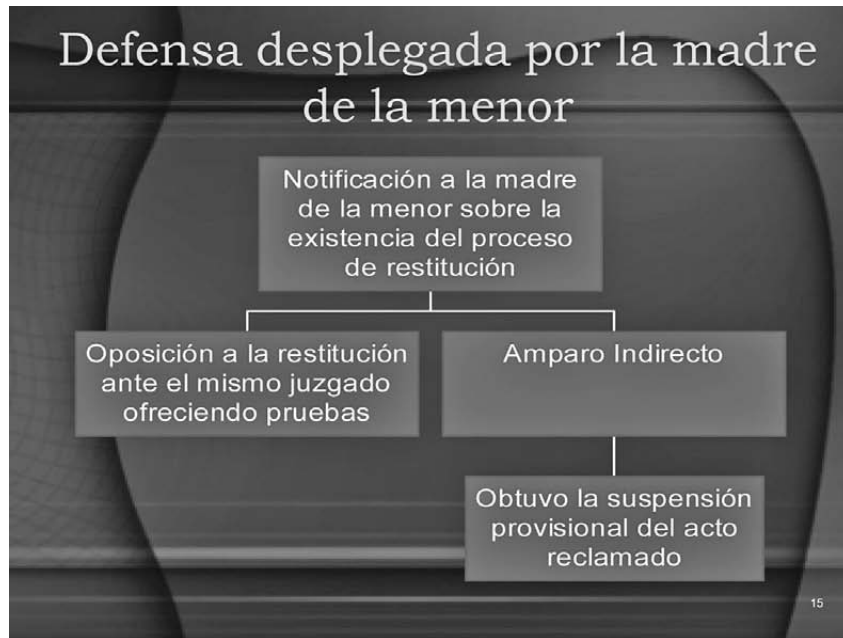 Defensa desplegada por la madre
de la menor
Notificación a la madre
de la menor sobre la
existencia del proceso
de restitución
Oposición a la restitución
ante el mismo juzgado
ofreciendo pruebas
Amparo Indirecto
Obtuvo la suspensión
provisional del acto
reclamado
15